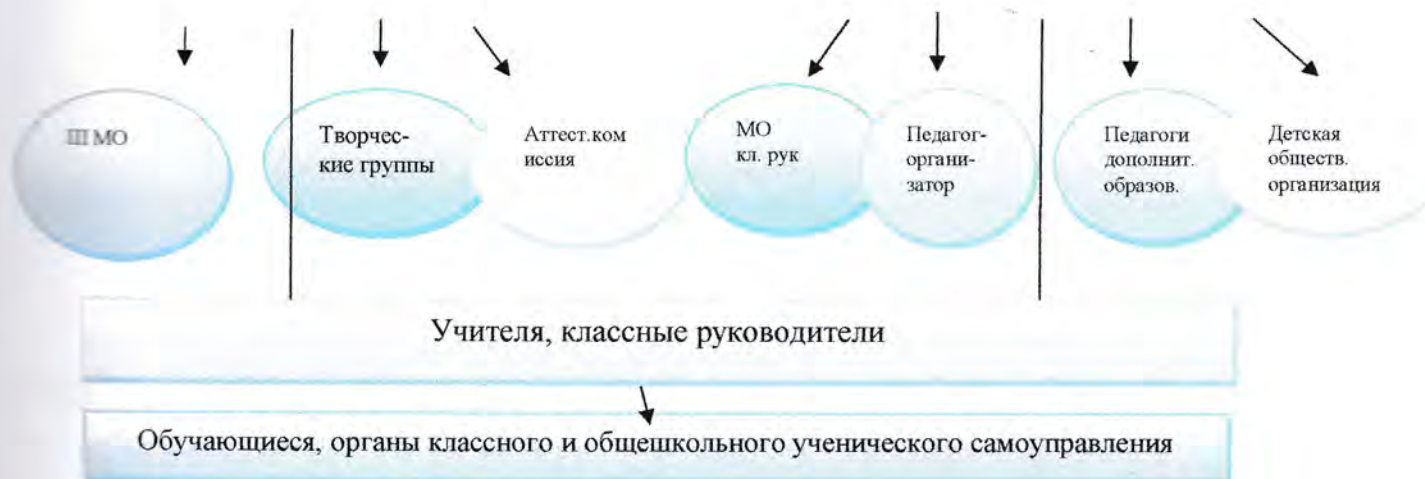 Ш МО
Творчес-
кие группы
Аттест.ком
иссия
МО
кл. рук
Педагог-
органи-
затор
Педагоги
дополнит.
образов.
Детская
обществ.
организация
Учителя, классные руководители
Обучающиеся, органы классного и общешкольного ученического самоуправления